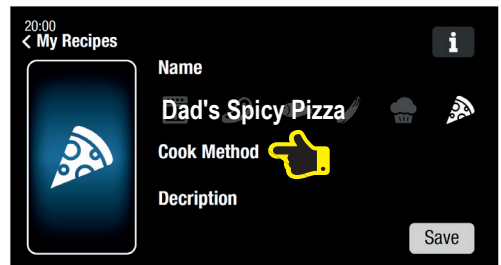 20:00
< My Recipes
i
Name
Dad's Spicy Pizza
Cook Method
Decription
Save